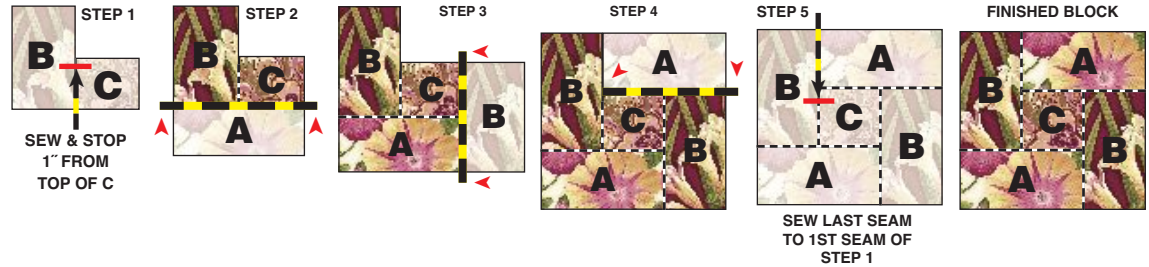 STEP 1
B
C
SEW & STOP
1˝ FROM
TOP OF C
STEP 2
B
C
A
STEP 3
B
C
B
A
STEP 4
A
B
C
B
A
STEP 5
A
B
C
B
A
SEW LAST SEAM
TO 1ST SEAM OF
STEP 1
FINISHED BLOCK
B
A
C
B
A